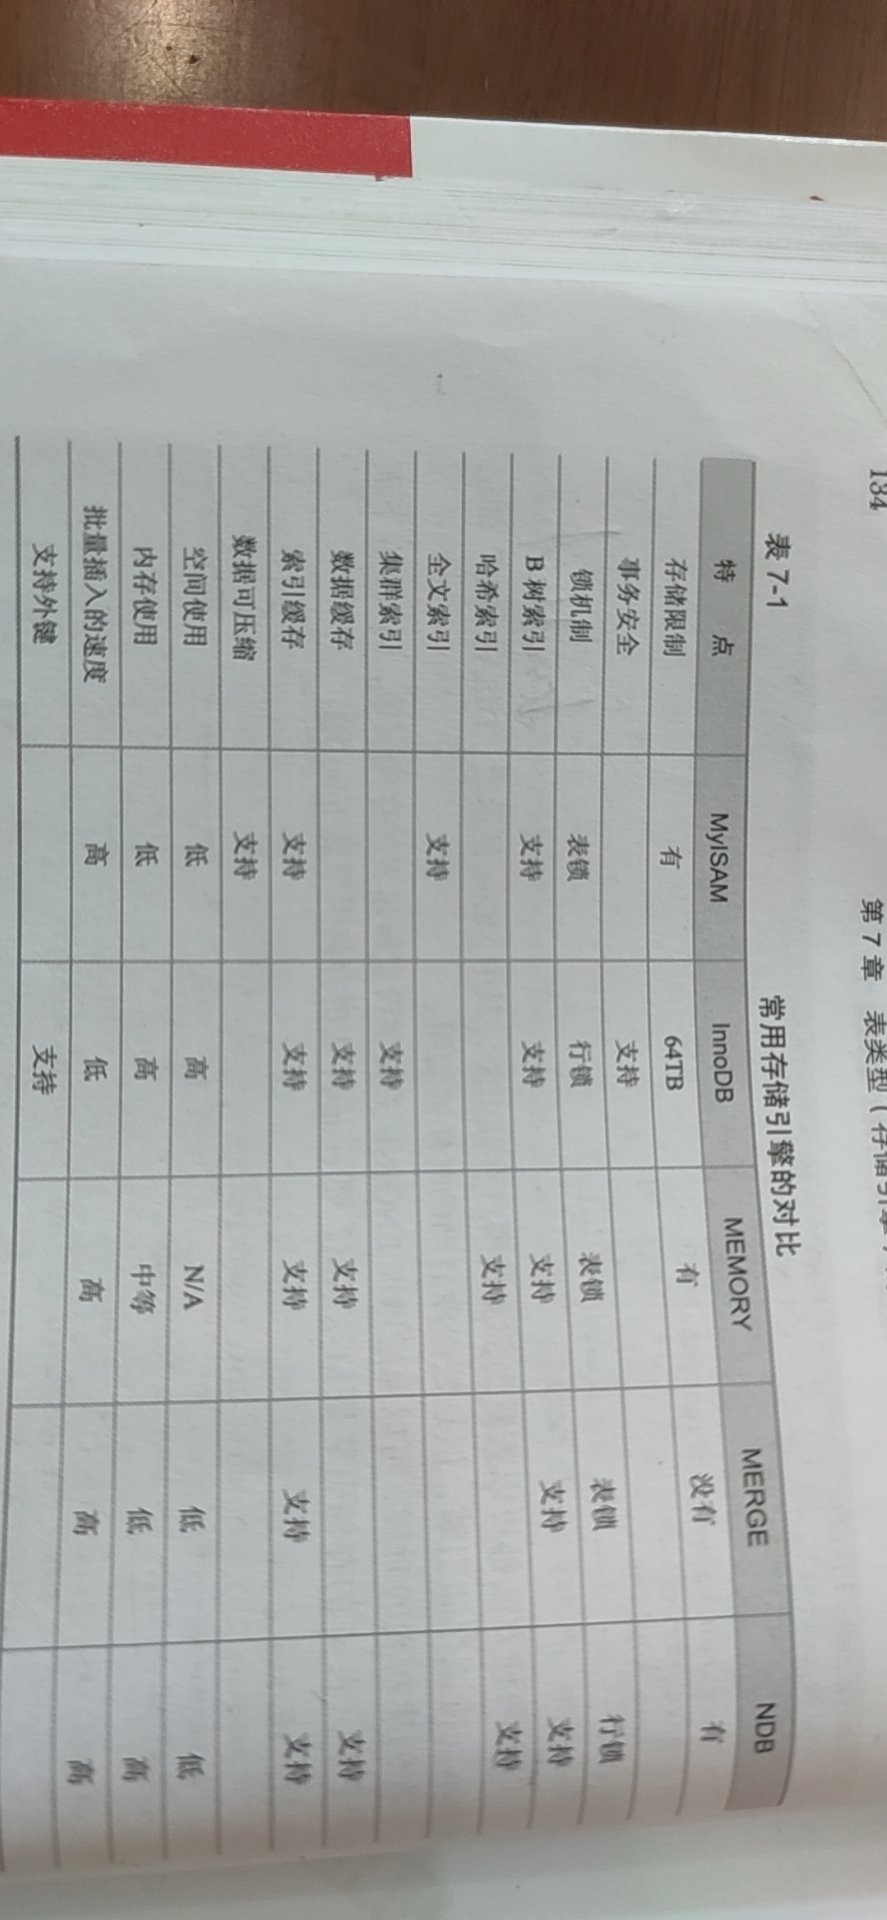 134
第7章 表类型（存储引擎
表 7-1 常用存储引擎的对比
特 点 MyISAM InnoDB MEMORY MERGE NDB
存储限制 有 64TB 有 没有 有
事务安全 支持
锁机制 表锁 行锁 表锁 表锁 行锁
B 树索引 支持 支持 支持 支持 支持
哈希索引 支持 支持
全文索引 支持
集群索引 支持
数据缓存 支持 支持 支持
索引缓存 支持 支持 支持 支持 支持
数据可压缩 支持
空间使用 低 高 N/A 低 低
内存使用 低 高 中等 低 高
批量插入的速度 高 低 高 高 高
支持外键 支持